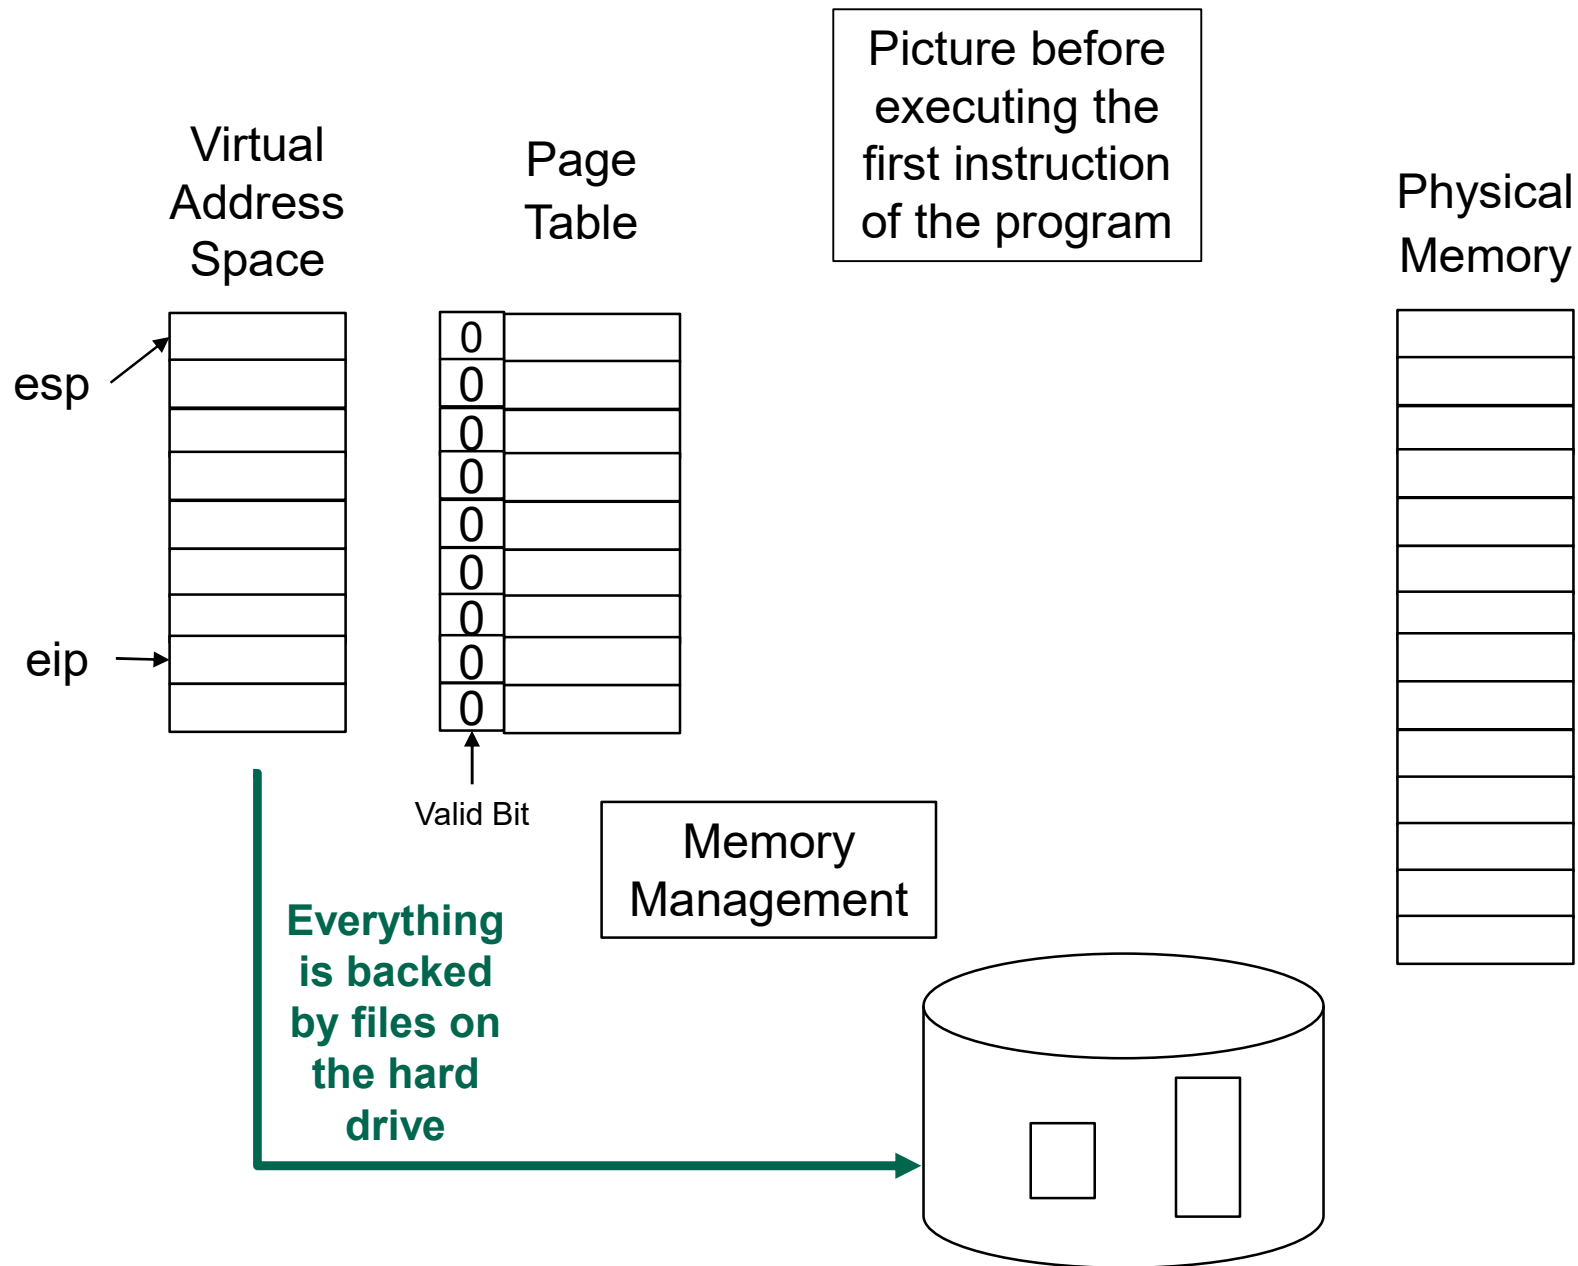 Picture before
executing the
first instruction
of the program
Virtual
Address
Space
Page
Table
Physical
Memory
esp
eip
0
0
0
0
0
0
0
0
0
Valid Bit
Memory
Management
Everything
is backed
by files on
the hard
drive